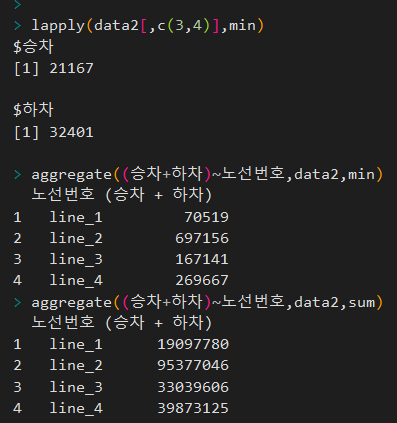 >
> lapply(data2[,c(3,4)],min)
$승차
[1] 21167

$하차
[1] 32401

> aggregate((승차+하차)~노선번호,data2,min)
  노선번호 (승차 + 하차)
1   line_1         70519
2   line_2        697156
3   line_3        167141
4   line_4        269667
> aggregate((승차+하차)~노선번호,data2,sum)
  노선번호 (승차 + 하차)
1   line_1      19097780
2   line_2      95377046
3   line_3      33039606
4   line_4      39873125